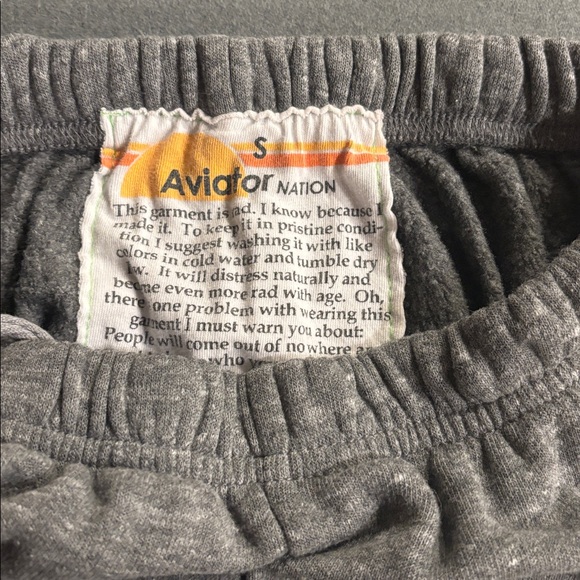 S
Aviator NATION
This garment is rad. I know because I
made it. To keep it in pristine condi-
tion I suggest washing it with like
colors in cold water and tumble dry
low. It will distress naturally and
become even more rad with age. Oh,
there one problem with wearing this
garment I must warn you about:
People will come out of nowhere a
who